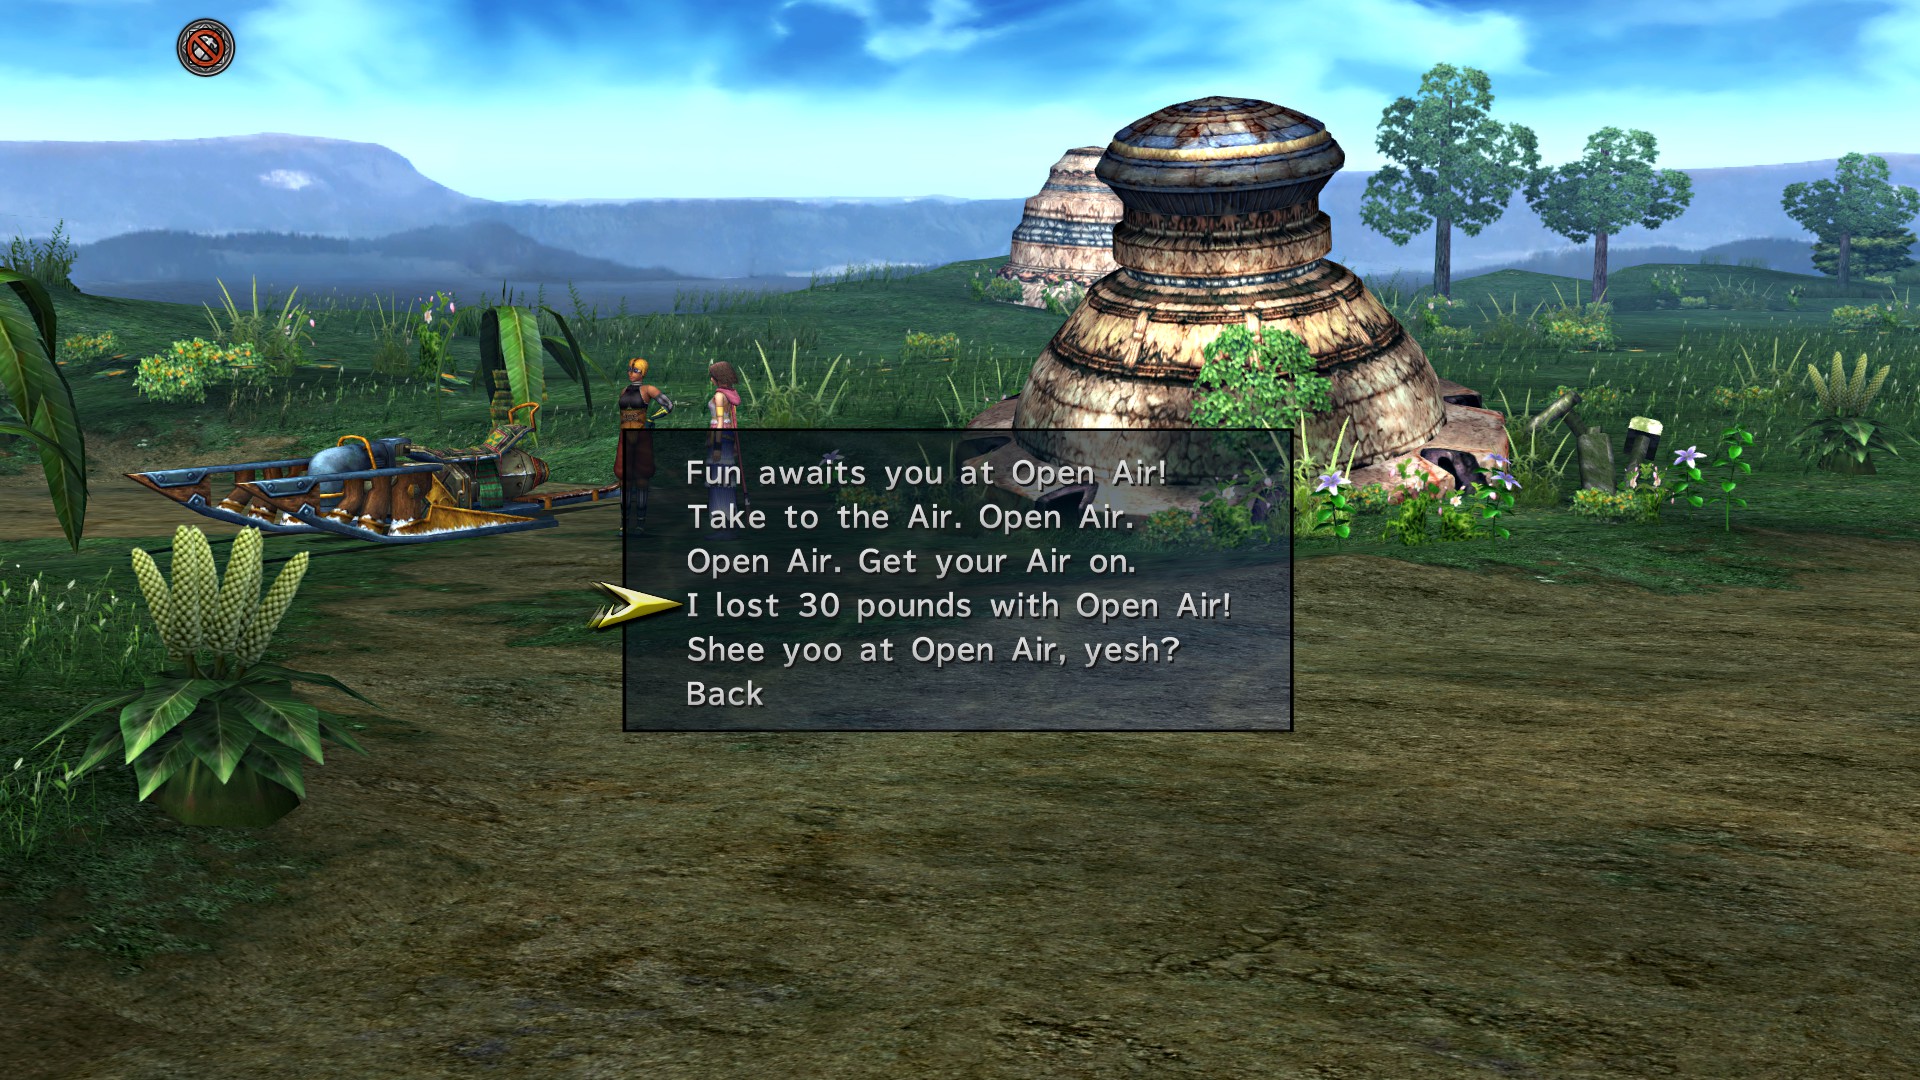 Fun awaits you at Open Air!
Take to the Air. Open Air.
Open Air. Get your Air on.
I lost 30 pounds with Open Air!
Shee yoo at Open Air, yesh?
Back